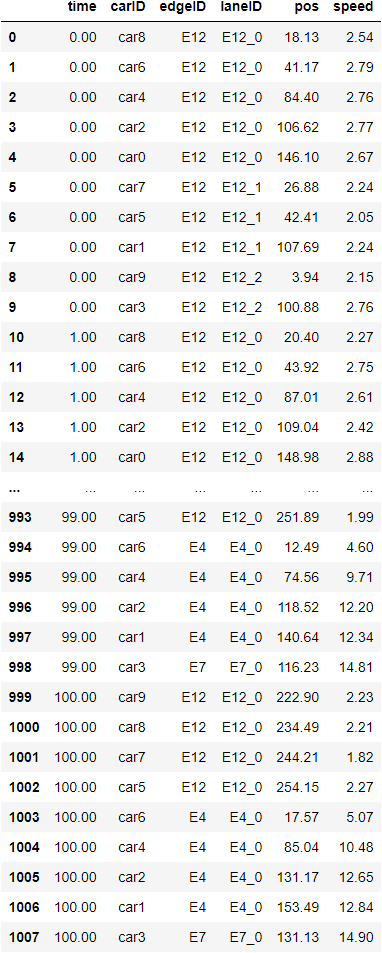 time carID edgeID laneID pos speed
0 0.00 car8 E12 E12_0 18.13 2.54
1 0.00 car6 E12 E12_0 41.17 2.79
2 0.00 car4 E12 E12_0 84.40 2.76
3 0.00 car2 E12 E12_0 106.62 2.77
4 0.00 car0 E12 E12_0 146.10 2.67
5 0.00 car7 E12 E12_1 26.88 2.24
6 0.00 car5 E12 E12_1 42.41 2.05
7 0.00 car1 E12 E12_1 107.69 2.24
8 0.00 car9 E12 E12_2 3.94 2.15
9 0.00 car3 E12 E12_2 100.88 2.76
10 1.00 car8 E12 E12_0 20.40 2.27
11 1.00 car6 E12 E12_0 43.92 2.75
12 1.00 car4 E12 E12_0 87.01 2.61
13 1.00 car2 E12 E12_0 109.04 2.42
14 1.00 car0 E12 E12_0 148.98 2.88
... ... ... ... ... ... ...
993 99.00 car5 E12 E12_0 251.89 1.99
994 99.00 car6 E4 E4_0 12.49 4.60
995 99.00 car4 E4 E4_0 74.56 9.71
996 99.00 car2 E4 E4_0 118.52 12.20
997 99.00 car1 E4 E4_0 140.64 12.34
998 99.00 car3 E7 E7_0 116.23 14.81
999 100.00 car9 E12 E12_0 222.90 2.23
1000 100.00 car8 E12 E12_0 234.49 2.21
1001 100.00 car7 E12 E12_0 244.21 1.82
1002 100.00 car5 E12 E12_0 254.15 2.27
1003 100.00 car6 E4 E4_0 17.57 5.07
1004 100.00 car4 E4 E4_0 85.04 10.48
1005 100.00 car2 E4 E4_0 131.17 12.65
1006 100.00 car1 E4 E4_0 153.49 12.84
1007 100.00 car3 E7 E7_0 131.13 14.90